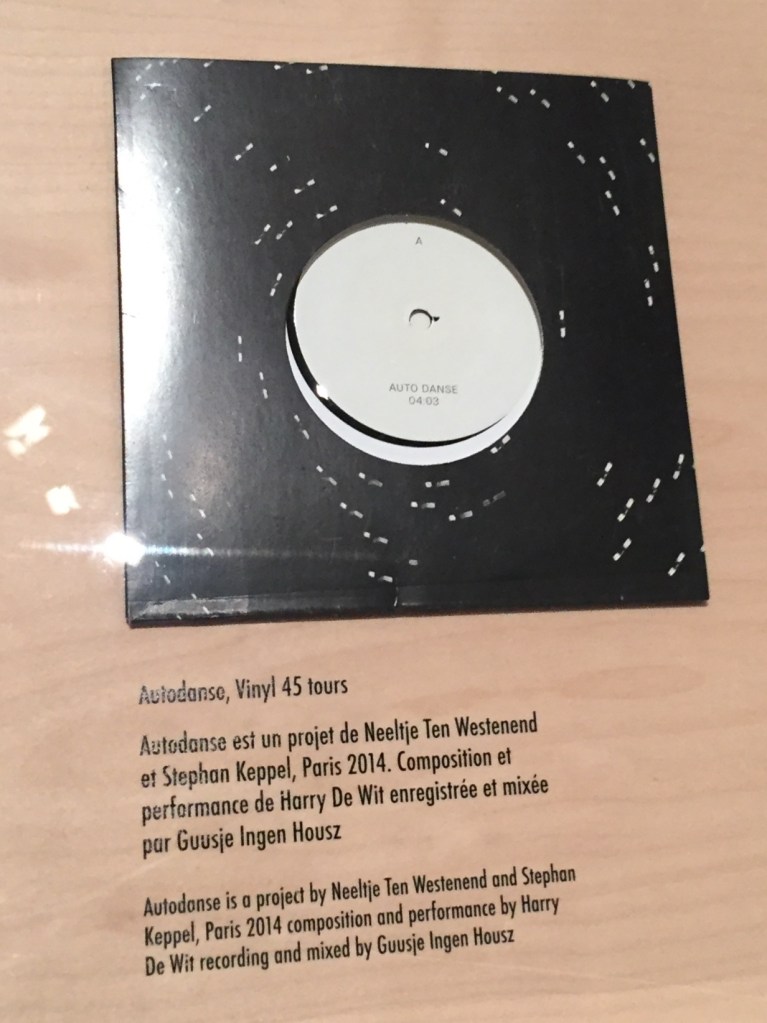 A
AUTO DANSE
04:03
Autodanse, Vinyl 45 tours
Autodanse est un projet de Neeltje Ten Westenend
et Stephan Keppel, Paris 2014. Composition et
performance de Harry De Wit enregistrée et mixée
par Guusje Ingen Housz
Autodanse is a project by Neeltje Ten Westenend and Stephan
Keppel, Paris 2014 composition and performance by Harry
De Wit recording and mixed by Guusje Ingen Housz